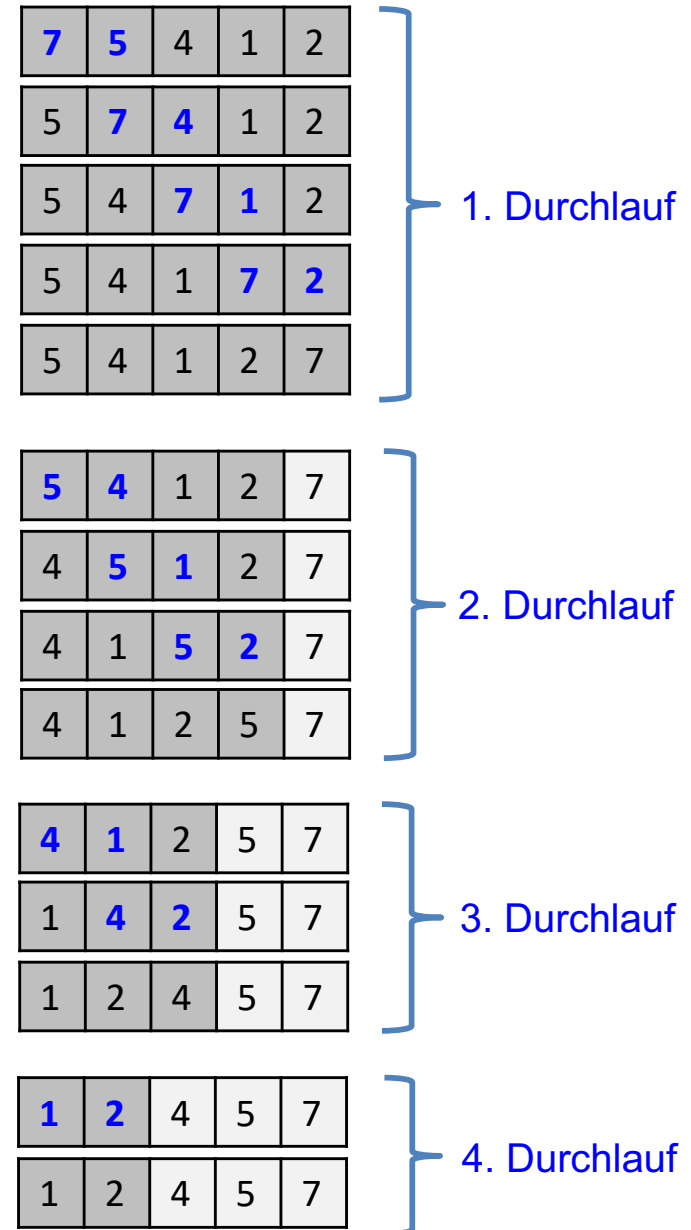 7 5 4 1 2
5 7 4 1 2
5 4 7 1 2
1. Durchlauf
5 4 1 7 2
5 4 1 2 7
5 4 1 2 7
4 5 1 2 7
2. Durchlauf
4 1 5 2 7
4 1 2 5 7
4 1 2 5 7
1 4 2 5 7
3. Durchlauf
1 2 4 5 7
1 2 4 5 7
4. Durchlauf
1 2 4 5 7